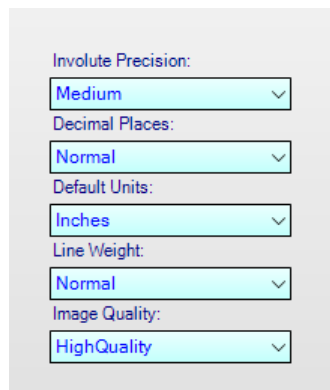 Involute Precision:
Medium
Decimal Places:
Normal
Default Units:
Inches
Line Weight:
Normal
Image Quality:
HighQuality